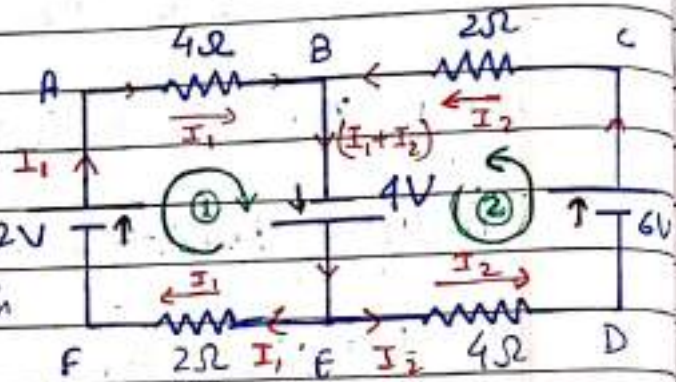 4Ω B 2Ω C
A
I₁ I₂
I₁ (I₁+I₂)
① 4V ②
2V 6V
I₁ I₂
F 2Ω I₁ E I₂ 4Ω D